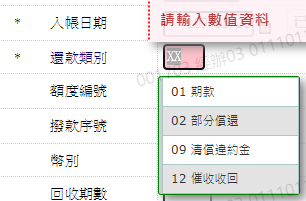 * 入帳日期
請輸入數值資料
* 還款類別 XX
額度編號
01 期款
撥款序號
02 部分償還
09 清償違約金
幣別
12 催收收回
回收期數